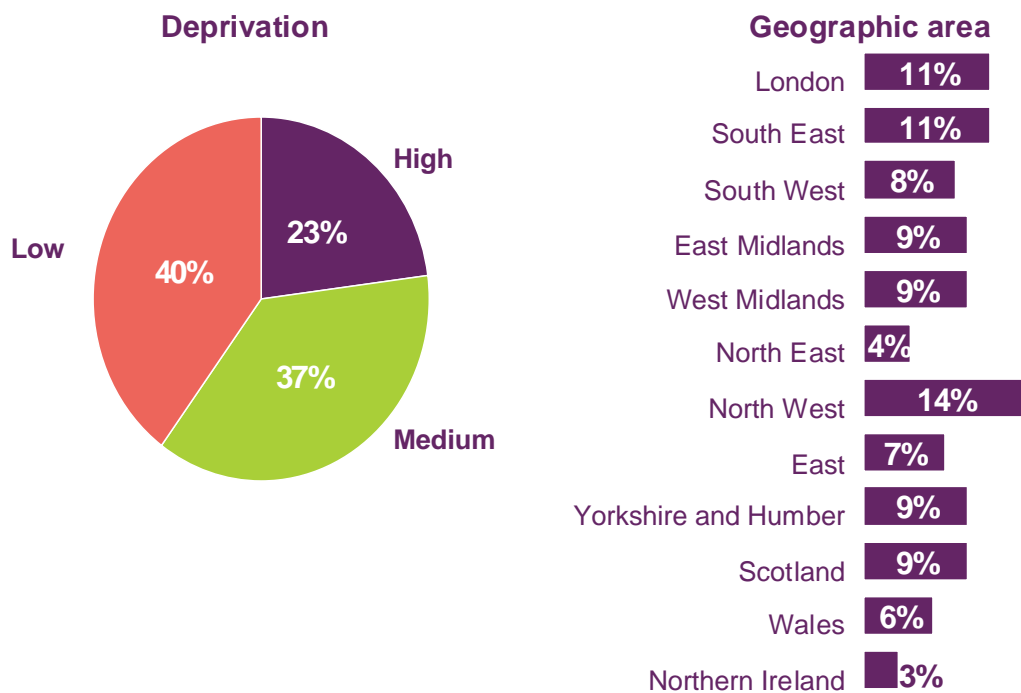 Deprivation
High
23%
Low
40%
37%
Medium
Geographic area
London 11%
South East 11%
South West 8%
East Midlands 9%
West Midlands 9%
North East 4%
North West 14%
East 7%
Yorkshire and Humber 9%
Scotland 9%
Wales 6%
Northern Ireland 3%